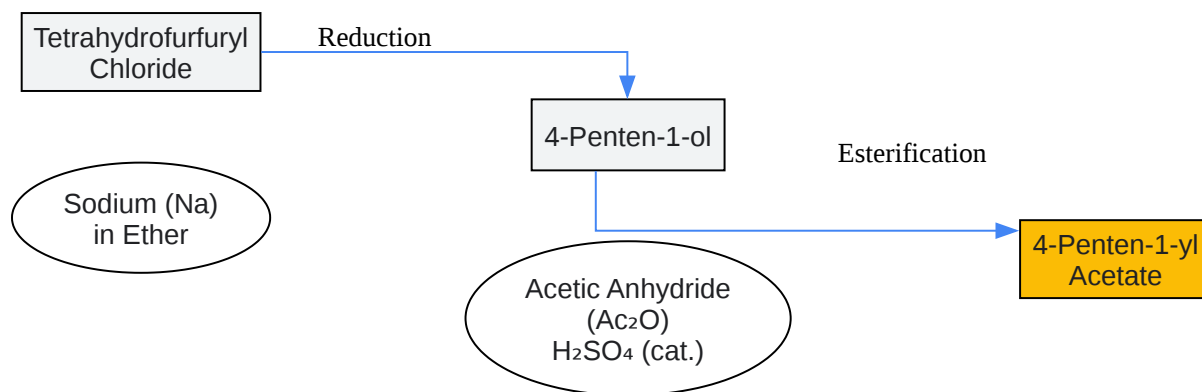 Tetrahydrofurfuryl
Chloride
Reduction
4-Penten-1-ol
Esterification
Sodium (Na)
in Ether
4-Penten-1-yl
Acetate
Acetic Anhydride
(Ac₂O)
H₂SO₄ (cat.)